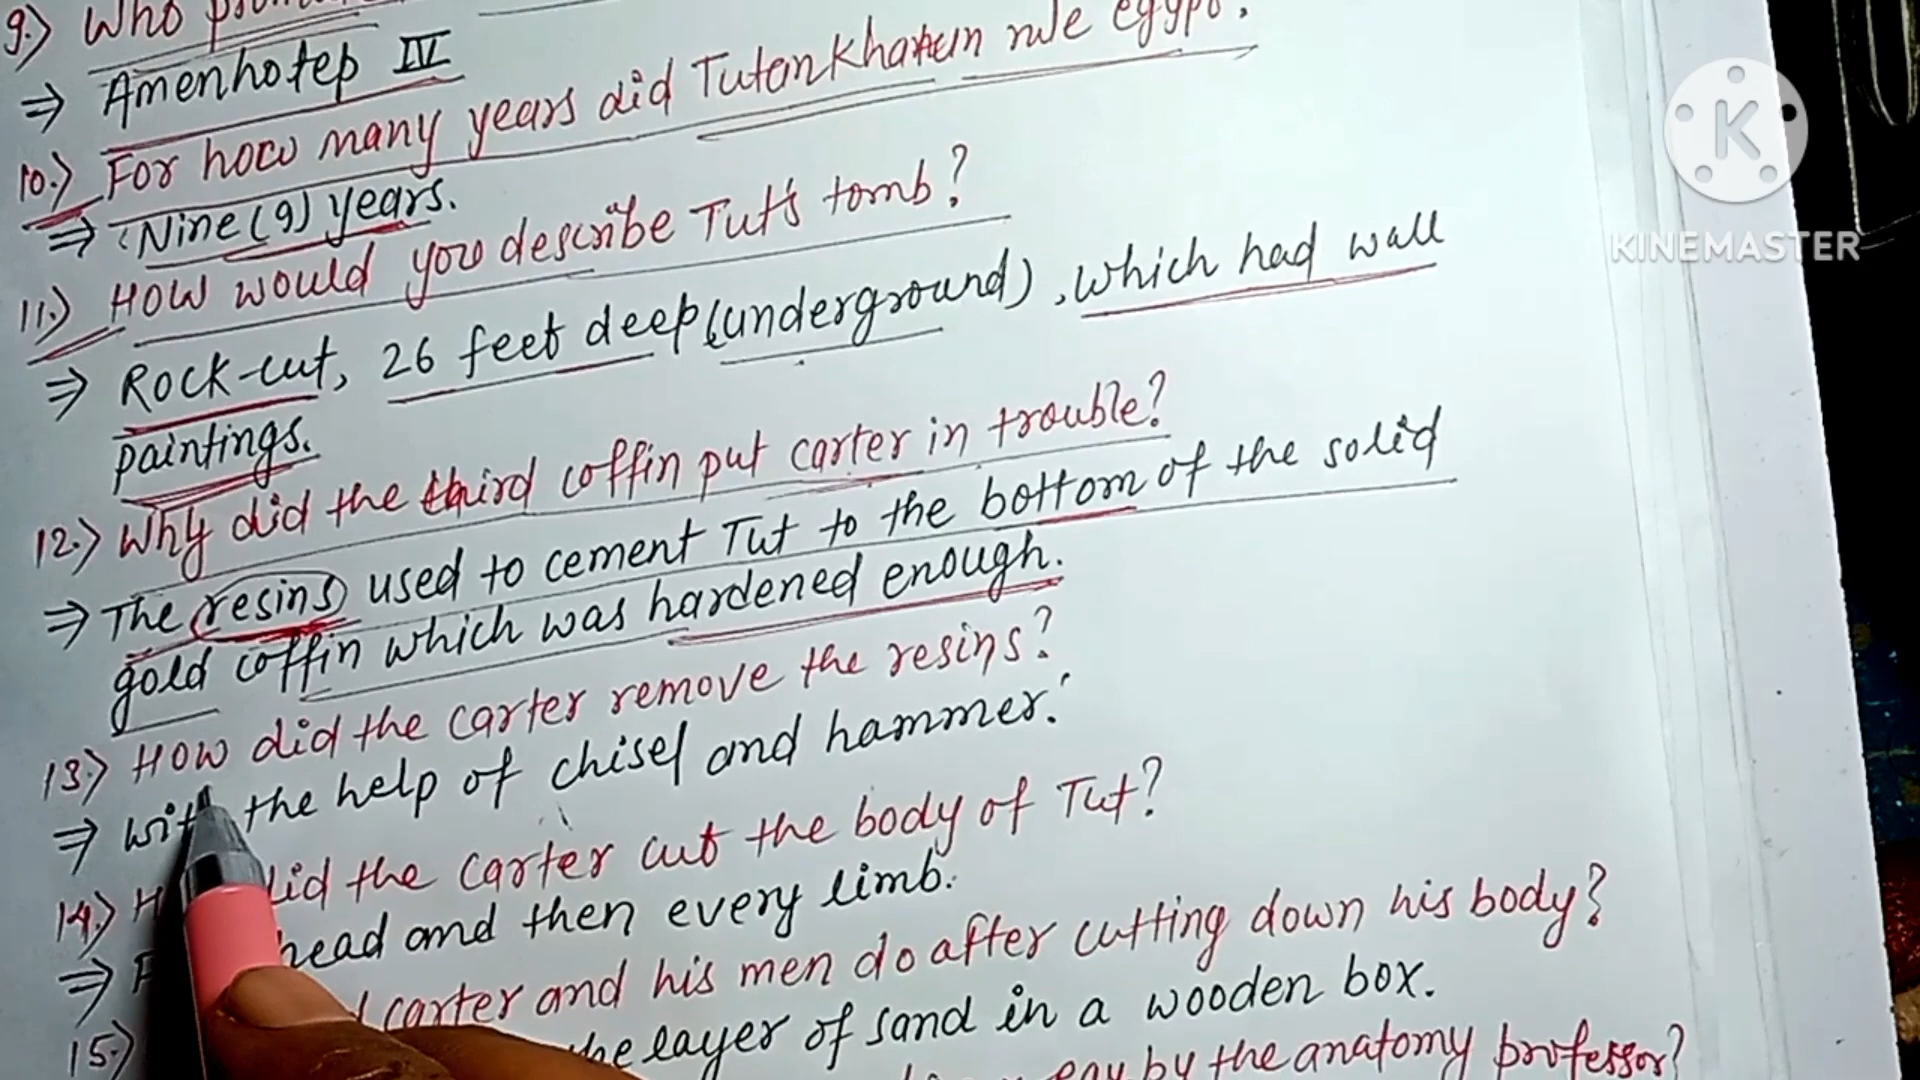 9.) Who
⇒ Amenhotep IV
10.) For how many years did Tutankhamun rule egypt?
⇒ Nine (9) years.
11.) How would you describe Tut's tomb?
⇒ Rock-cut, 26 feet deep (underground), which had wall
paintings.
12.) Why did the third coffin put carter in trouble?
⇒ The resins used to cement Tut to the bottom of the solid
gold coffin which was hardened enough.
13.) How did the carter remove the resins?
⇒ with the help of chisel and hammer.
14.) did the carter cut the body of Tut?
⇒ head and then every limb.
15.) carter and his men do after cutting down his body?
layer of sand in a wooden box.
by the anatomy professor?
K
KINEMASTER